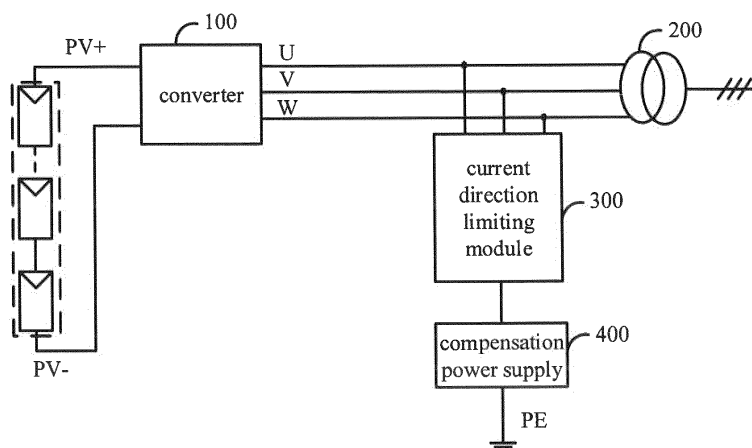 100
200
PV+
U
V
W
converter
current
direction
limiting
module
300
400
compensation
power supply
PV-
PE